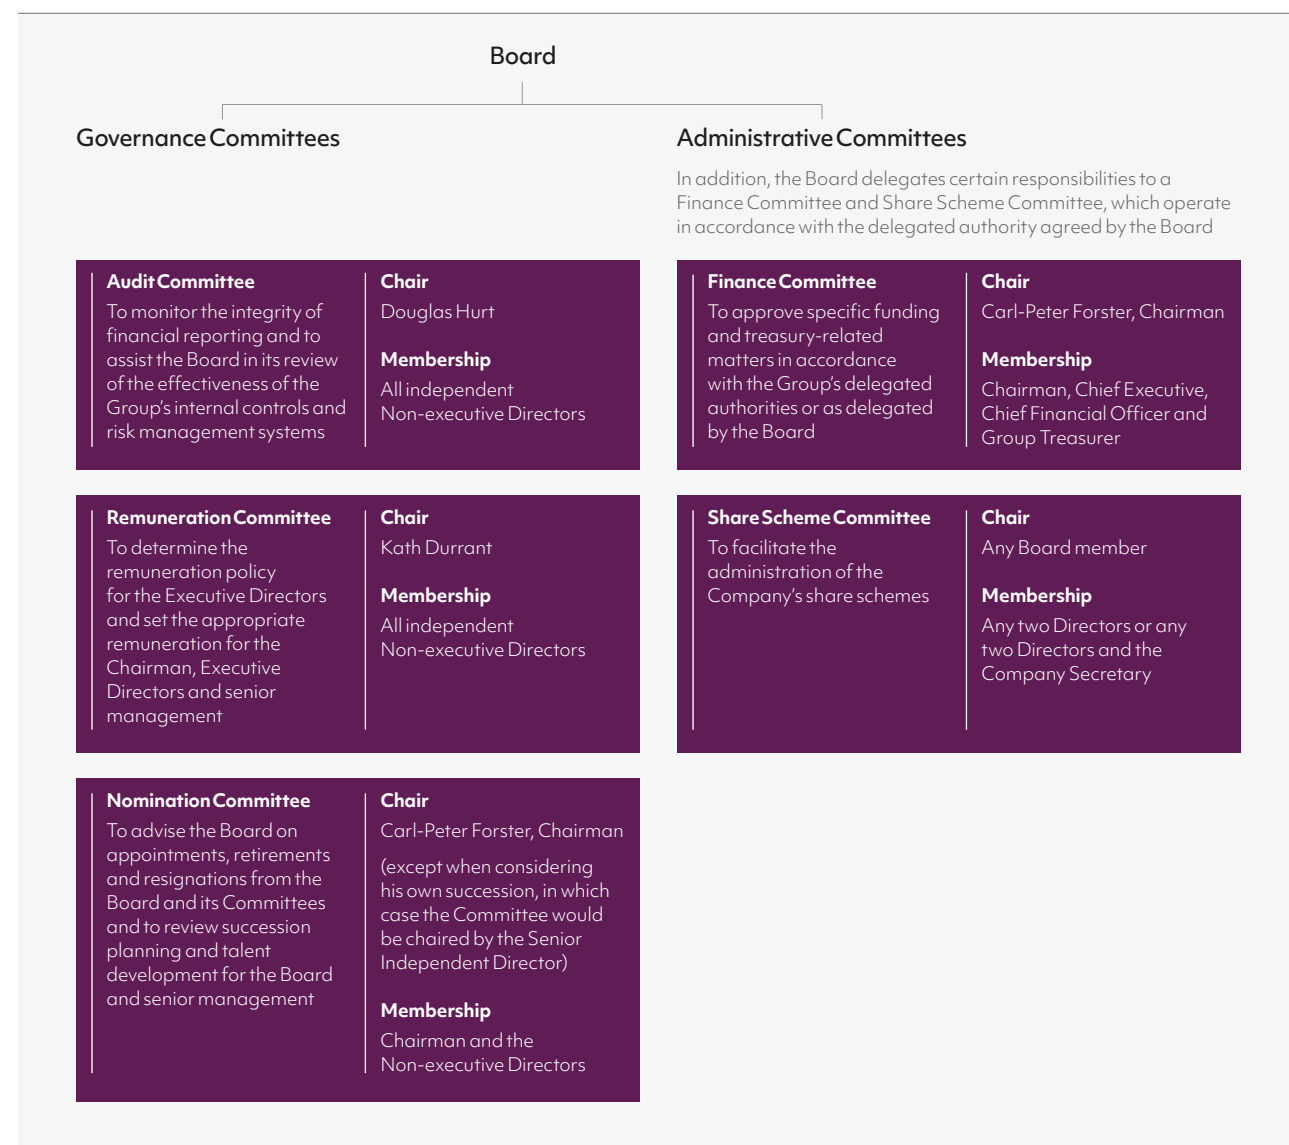 Board
Governance Committees
Administrative Committees
In addition, the Board delegates certain responsibilities to a
Finance Committee and Share Scheme Committee, which operate
in accordance with the delegated authority agreed by the Board
Audit Committee
To monitor the integrity of
financial reporting and to
assist the Board in its review
of the effectiveness of the
Group’s internal controls and
risk management systems
Chair
Douglas Hurt
Membership
All independent
Non-executive Directors
Finance Committee
To approve specific funding
and treasury-related
matters in accordance
with the Group’s delegated
authorities or as delegated
by the Board
Chair
Carl-Peter Forster, Chairman
Membership
Chairman, Chief Executive,
Chief Financial Officer and
Group Treasurer
Remuneration Committee
To determine the
remuneration policy
for the Executive Directors
and set the appropriate
remuneration for the
Chairman, Executive
Directors and senior
management
Chair
Kath Durrant
Membership
All independent
Non-executive Directors
Share Scheme Committee
To facilitate the
administration of the
Company’s share schemes
Chair
Any Board member
Membership
Any two Directors or any
two Directors and the
Company Secretary
Nomination Committee
To advise the Board on
appointments, retirements
and resignations from the
Board and its Committees
and to review succession
planning and talent
development for the Board
and senior management
Chair
Carl-Peter Forster, Chairman
(except when considering
his own succession, in which
case the Committee would
be chaired by the Senior
Independent Director)
Membership
Chairman and the
Non-executive Directors